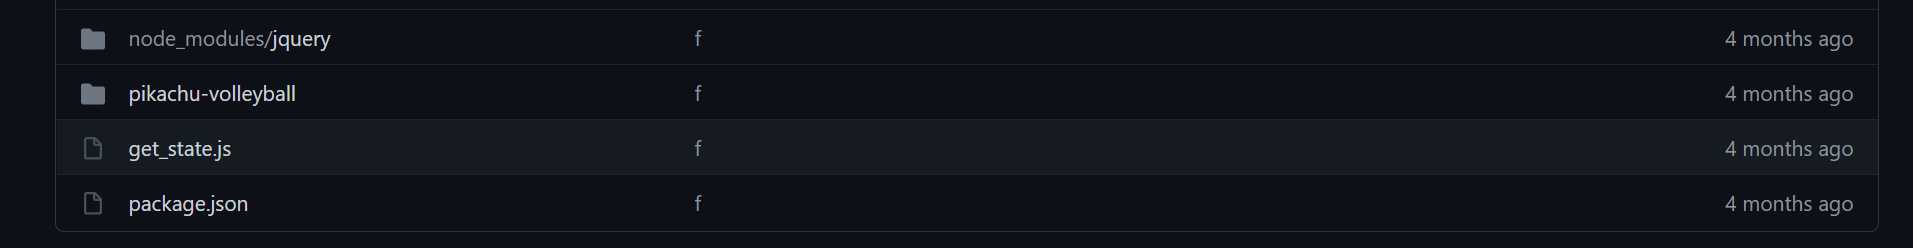 node_modules/jquery f 4 months ago
pikachu-volleyball f 4 months ago
get_state.js f 4 months ago
package.json f 4 months ago